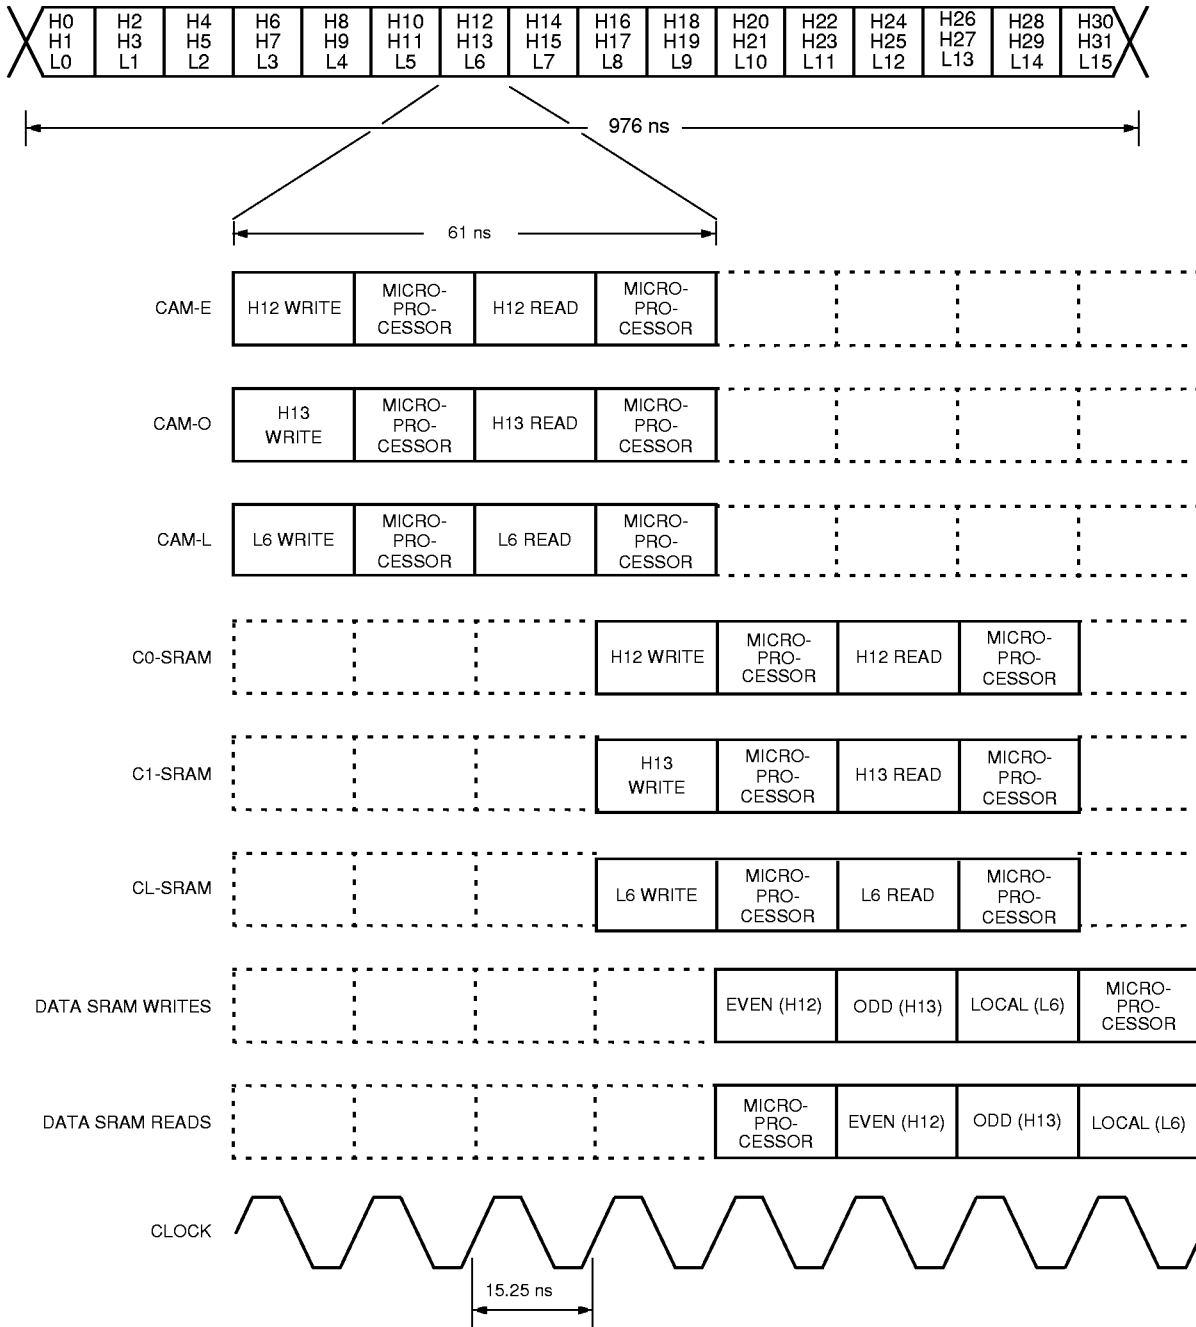 H0 H2 H4 H6 H8 H10 H12 H14 H16 H18 H20 H22 H24 H26 H28 H30
H1 H3 H5 H7 H9 H11 H13 H15 H17 H19 H21 H23 H25 H27 H29 H31
L0 L1 L2 L3 L4 L5 L6 L7 L8 L9 L10 L11 L12 L13 L14 L15
976 ns
61 ns
CAM-E
H12 WRITE
MICRO-
PRO-
CESSOR
H12 READ
MICRO-
PRO-
CESSOR
CAM-O
H13
WRITE
MICRO-
PRO-
CESSOR
H13 READ
MICRO-
PRO-
CESSOR
CAM-L
L6 WRITE
MICRO-
PRO-
CESSOR
L6 READ
MICRO-
PRO-
CESSOR
C0-SRAM
H12 WRITE
MICRO-
PRO-
CESSOR
H12 READ
MICRO-
PRO-
CESSOR
C1-SRAM
H13
WRITE
MICRO-
PRO-
CESSOR
H13 READ
MICRO-
PRO-
CESSOR
CL-SRAM
L6 WRITE
MICRO-
PRO-
CESSOR
L6 READ
MICRO-
PRO-
CESSOR
DATA SRAM WRITES
EVEN (H12)
ODD (H13)
LOCAL (L6)
MICRO-
PRO-
CESSOR
DATA SRAM READS
MICRO-
PRO-
CESSOR
EVEN (H12)
ODD (H13)
LOCAL (L6)
CLOCK
15.25 ns